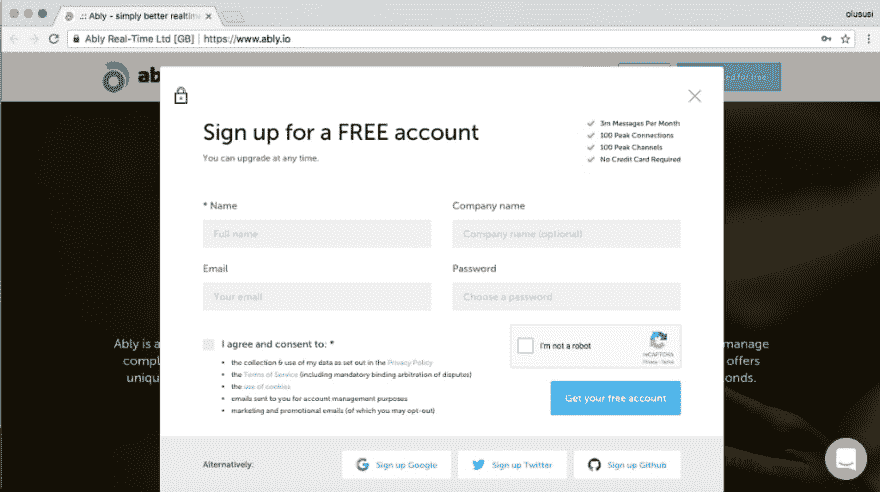 .:: Ably - simply better realtime
olususi
Ably Real-Time Ltd [GB] | https://www.ably.io
ably
for free
Sign up for a FREE account
You can upgrade at any time.
3m Messages Per Month
100 Peak Connections
100 Peak Channels
No Credit Card Required
* Name
Company name
Full name
Company name (optional)
Email
Password
Your email
Choose a password
I agree and consent to: *
the collection & use of my data as set out in the Privacy Policy
the Terms of Service (including mandatory binding arbitration of disputes)
the use of cookies
emails sent to you for account management purposes
marketing and promotional emails (of which you may opt-out)
I'm not a robot
reCAPTCHA
Privacy - Terms
Get your free account
Ably is a
manage
compl
offers
uniqu
onds.
Alternatively:
Sign up Google
Sign up Twitter
Sign up Github